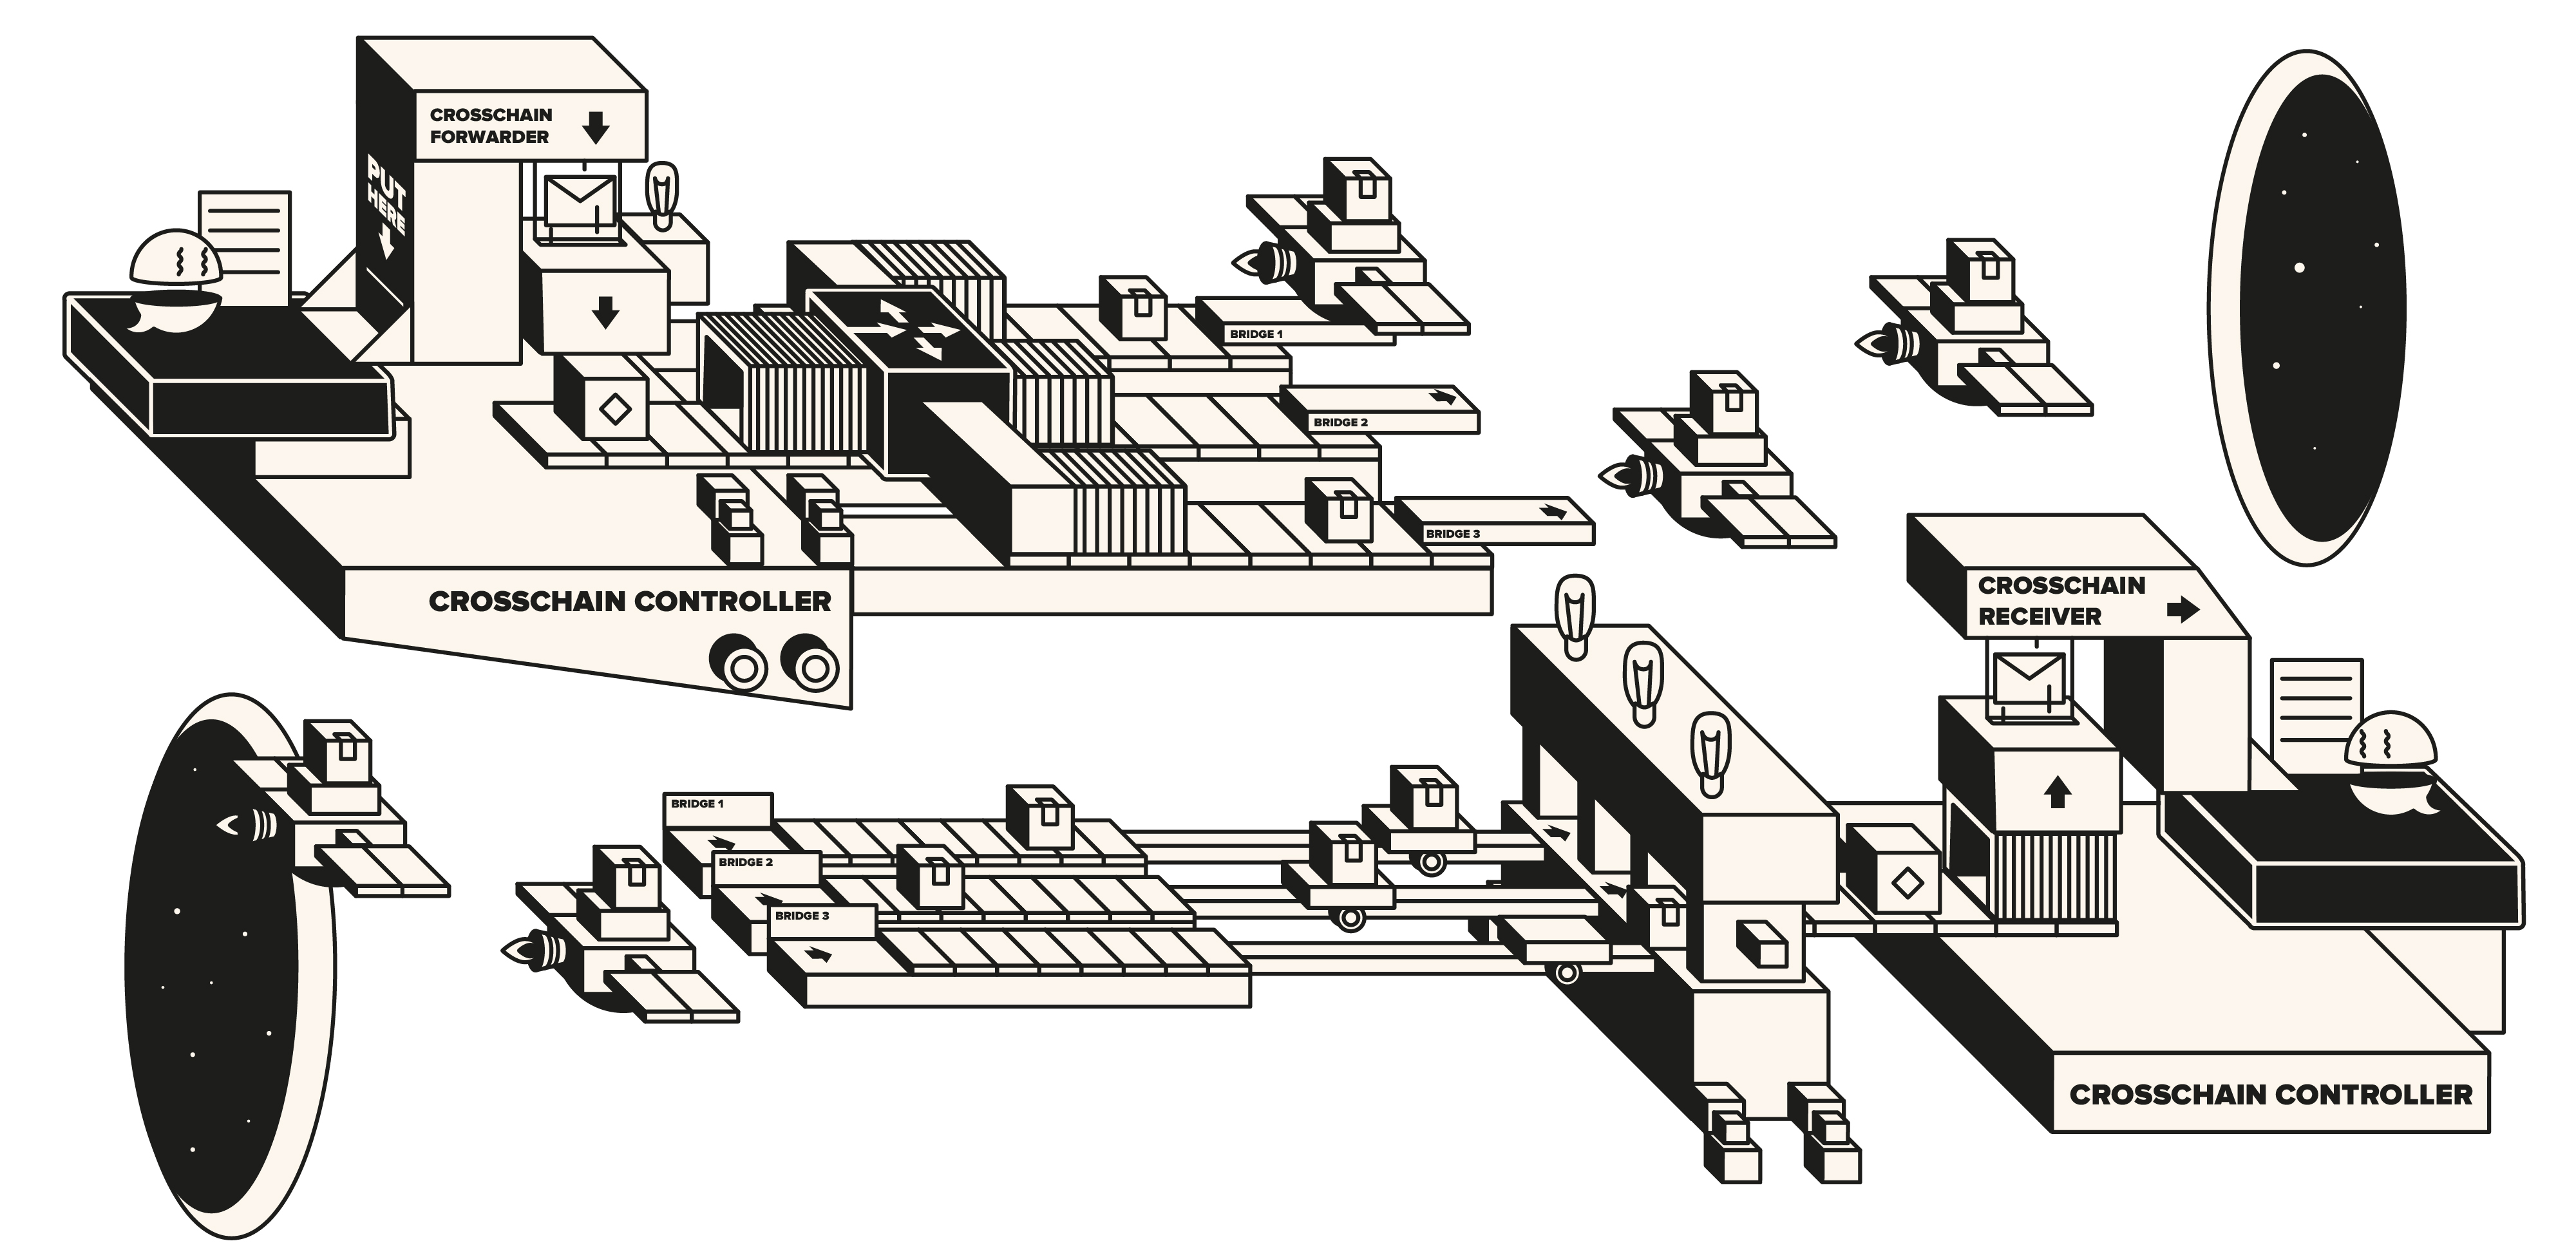 CROSSCHAIN
FORWARDER
PUT
HERE
BRIDGE 1
BRIDGE 2
BRIDGE 3
CROSSCHAIN CONTROLLER
CROSSCHAIN
RECEIVER
BRIDGE 1
BRIDGE 2
BRIDGE 3
CROSSCHAIN CONTROLLER